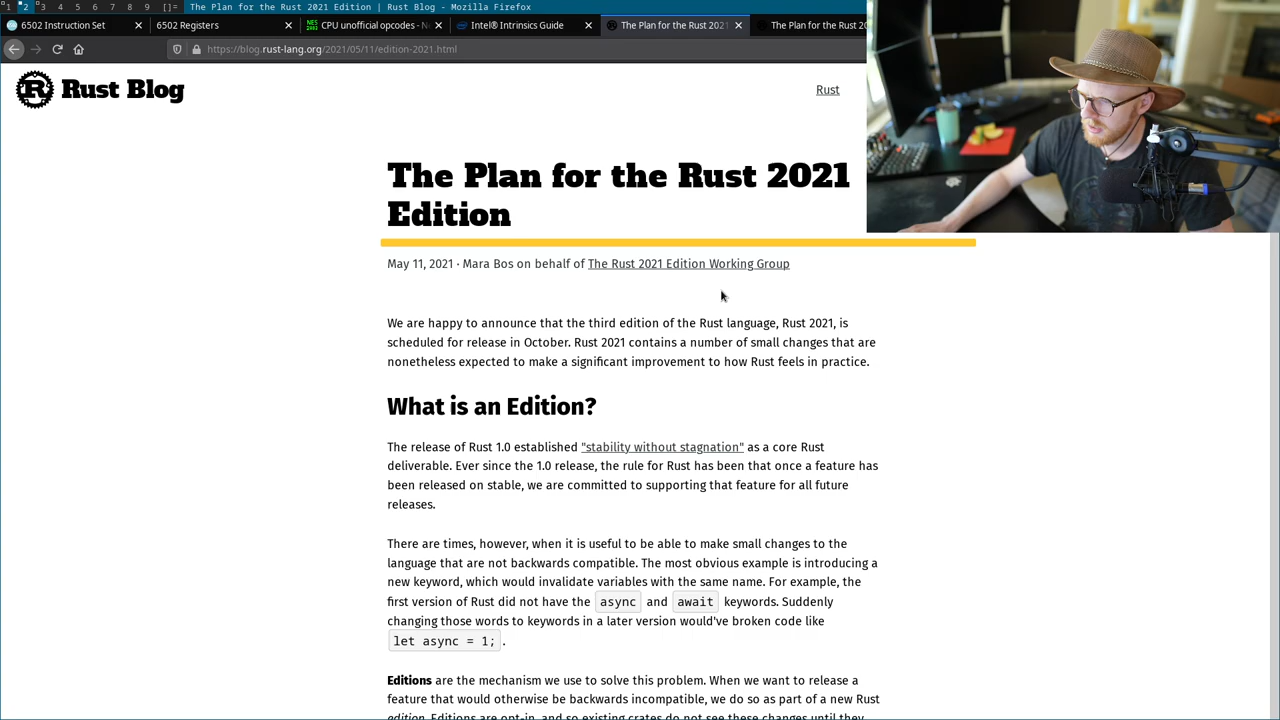 1 2 3 4 5 6 7 8 9 []= The Plan for the Rust 2021 Edition | Rust Blog - Mozilla Firefox
6502 Instruction Set
6502 Registers
NES CPU unofficial opcodes - N
Intel® Intrinsics Guide
The Plan for the Rust 2021
The Plan for the Rust 20
https://blog.rust-lang.org/2021/05/11/edition-2021.html
Rust Blog
Rust
The Plan for the Rust 2021
Edition
May 11, 2021 · Mara Bos on behalf of The Rust 2021 Edition Working Group
We are happy to announce that the third edition of the Rust language, Rust 2021, is
scheduled for release in October. Rust 2021 contains a number of small changes that are
nonetheless expected to make a significant improvement to how Rust feels in practice.
What is an Edition?
The release of Rust 1.0 established "stability without stagnation" as a core Rust
deliverable. Ever since the 1.0 release, the rule for Rust has been that once a feature has
been released on stable, we are committed to supporting that feature for all future
releases.
There are times, however, when it is useful to be able to make small changes to the
language that are not backwards compatible. The most obvious example is introducing a
new keyword, which would invalidate variables with the same name. For example, the
first version of Rust did not have the async and await keywords. Suddenly
changing those words to keywords in a later version would've broken code like
let async = 1; .
Editions are the mechanism we use to solve this problem. When we want to release a
feature that would otherwise be backwards incompatible, we do so as part of a new Rust
edition. Editions are opt-in, and so existing crates do not see these changes until they